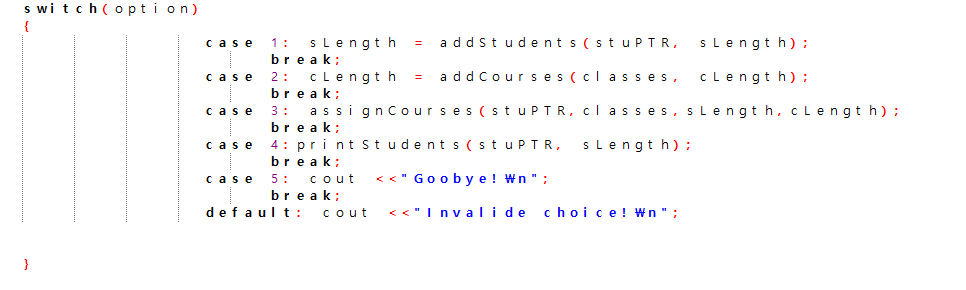 switch(option)
{
case 1: sLength = addStudents(stuPTR, sLength);
break;
case 2: cLength = addCourses(classes, cLength);
break;
case 3: assignCourses(stuPTR,classes,sLength,cLength);
break;
case 4:printStudents(stuPTR, sLength);
break;
case 5: cout <<"Goobye!₩n";
break;
default: cout <<"Invalide choice!₩n";
}